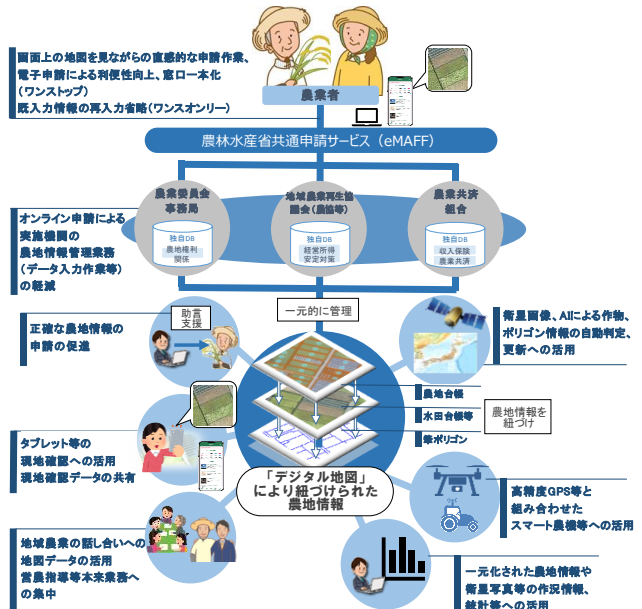 画面上の地図を見ながらの直感的な申請作業、
電子申請による利便性向上、窓口一本化
（ワンストップ）
既入力情報の再入力省略（ワンスオンリー）
農業者
農林水産省共通申請サービス（eMAFF）
農業委員会
事務局
独自DB
農地権利
関係
地域農業再生協
議会（農協等）
独自DB
経営所得
安定対策
農業共済
組合
独自DB
収入保険
農業共済
オンライン申請による
実施機関の
農地情報管理業務
（データ入力作業等）
の軽減
一元的に管理
助言
支援
正確な農地情報の
申請の促進
衛星画像、AIによる作物、
ポリゴン情報の自動判定、
更新への活用
農地台帳
水田台帳等
筆ポリゴン
農地情報を
紐づけ
タブレット等の
現地確認への活用
現地確認データの共有
「デジタル地図」
により紐づけられた
農地情報
高精度GPS等と
組み合わせた
スマート農機等への活用
地域農業の話し合いへの
地図データの活用
営農指導等本来業務へ
の集中
一元化された農地情報や
衛星写真等の作況情報、
統計等への活用